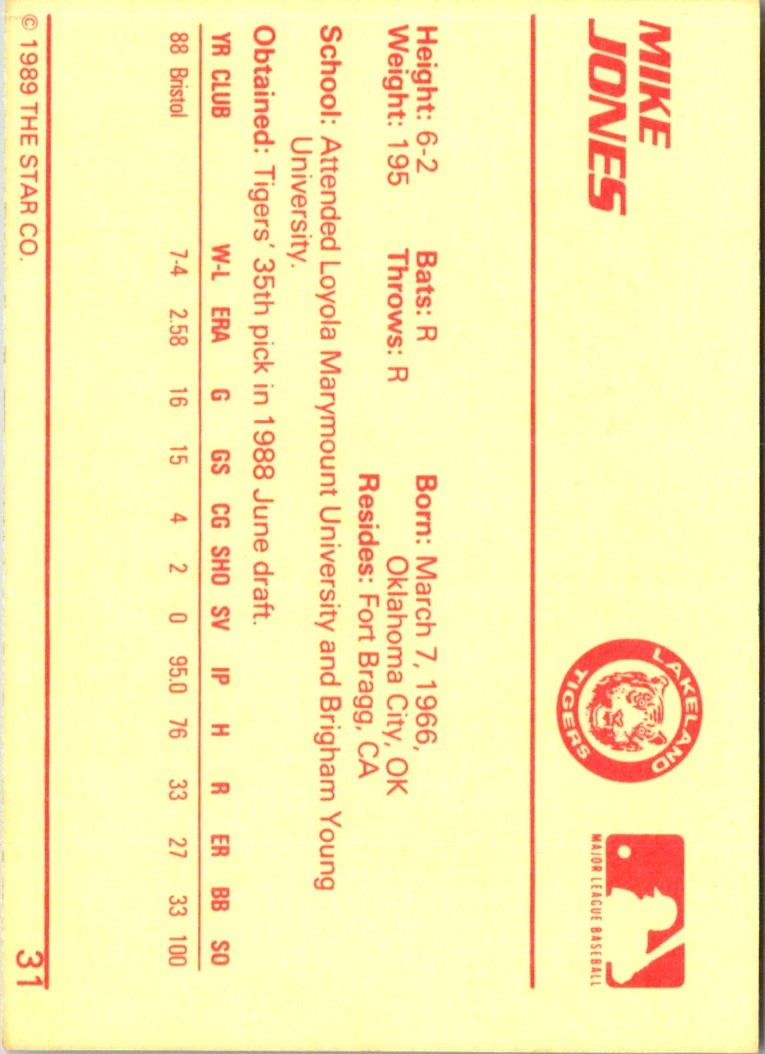 MIKE
JONES
LAKELAND
TIGERS
MAJOR LEAGUE BASEBALL
Height: 6-2 Bats: R Born: March 7, 1966,
Weight: 195 Throws: R Oklahoma City, OK
Resides: Fort Bragg, CA
School: Attended Loyola Marymount University and Brigham Young
University.
Obtained: Tigers' 35th pick in 1988 June draft.
YR CLUB W-L ERA G GS CG SHO SV IP H R ER BB SO
88 Bristol 7-4 2.58 16 15 4 2 0 95.0 76 33 27 33 100
© 1989 THE STAR CO. 31